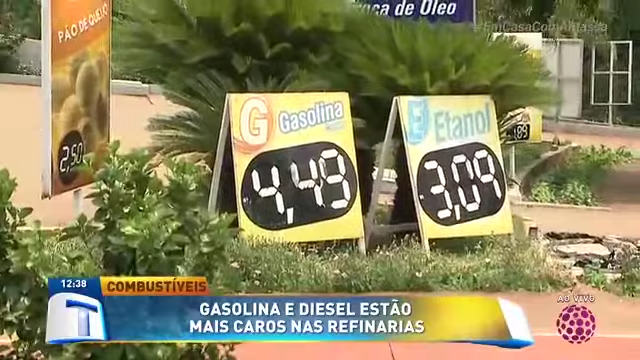 ca de Óleo
#EmCasaComAMassa
PÃO DE QUEIJO
2,50
G Gasolina
4,49
E Etanol
3,09
12:38
COMBUSTÍVEIS
GASOLINA E DIESEL ESTÃO
MAIS CAROS NAS REFINARIAS
T
AO VIVO